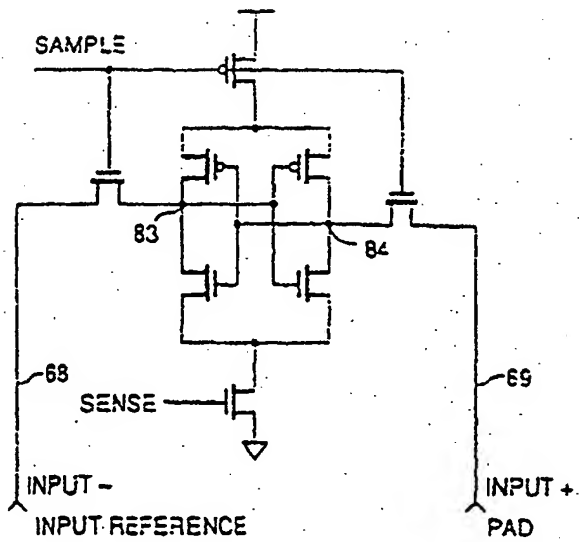 SAMPLE
83
84
68
69
SENSE
INPUT – INPUT +
INPUT REFERENCE PAD